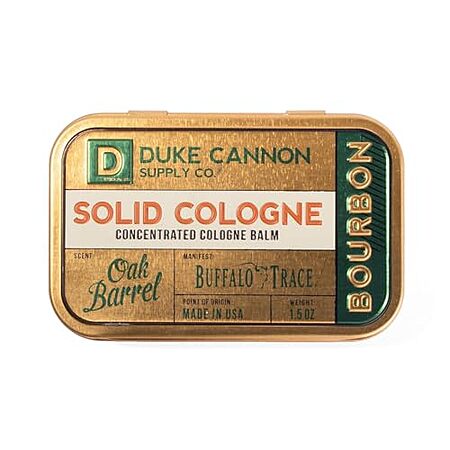 D
DUKE CANNON
SUPPLY CO.
SOLID COLOGNE
CONCENTRATED COLOGNE BALM
SCENT
Oak
Barrel
MANIFEST
BUFFALO TRACE
POINT OF ORIGIN
MADE IN USA
WEIGHT
1.5 OZ
BOURBON